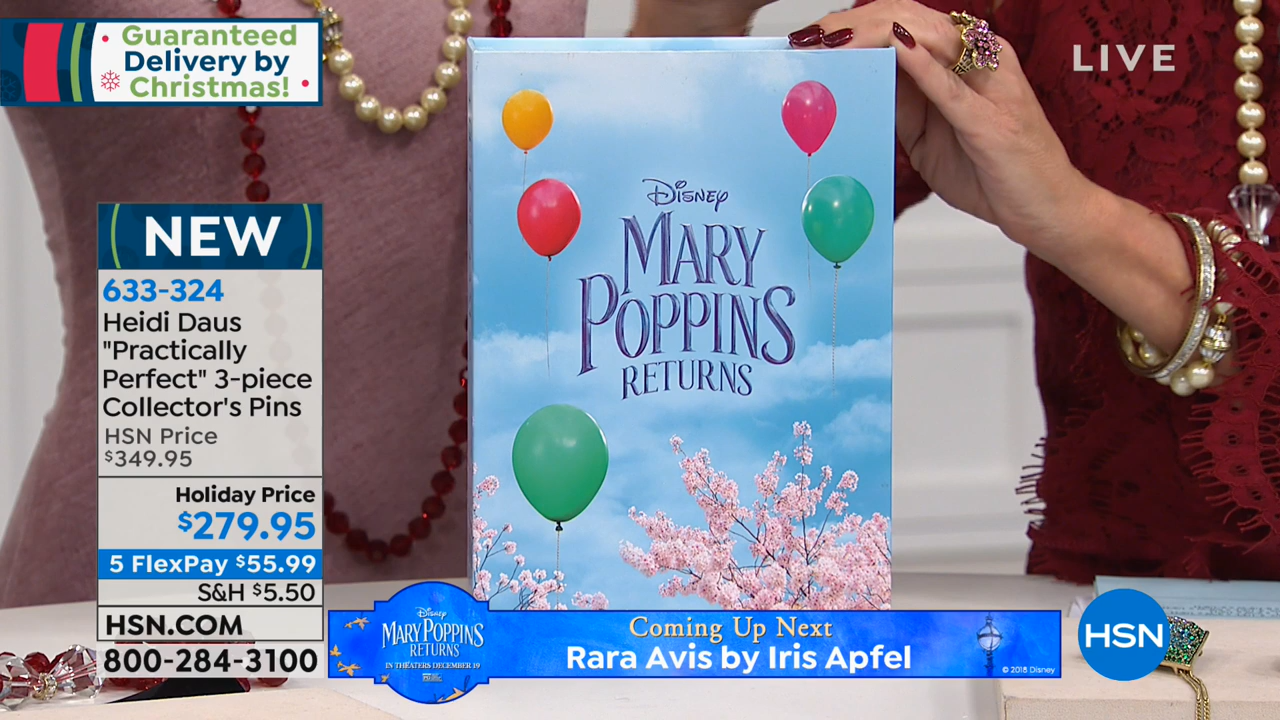 Guaranteed
Delivery by
Christmas!
LIVE
NEW
633-324
Heidi Daus
"Practically
Perfect" 3-piece
Collector's Pins
HSN Price
$349.95
Holiday Price
$279.95
5 FlexPay $55.99
S&H $5.50
HSN.COM
800-284-3100
Disney
MARY
POPPINS
RETURNS
Disney
MARY POPPINS
RETURNS
IN THEATERS DECEMBER 19
Coming Up Next
Rara Avis by Iris Apfel
© 2018 Disney
HSN